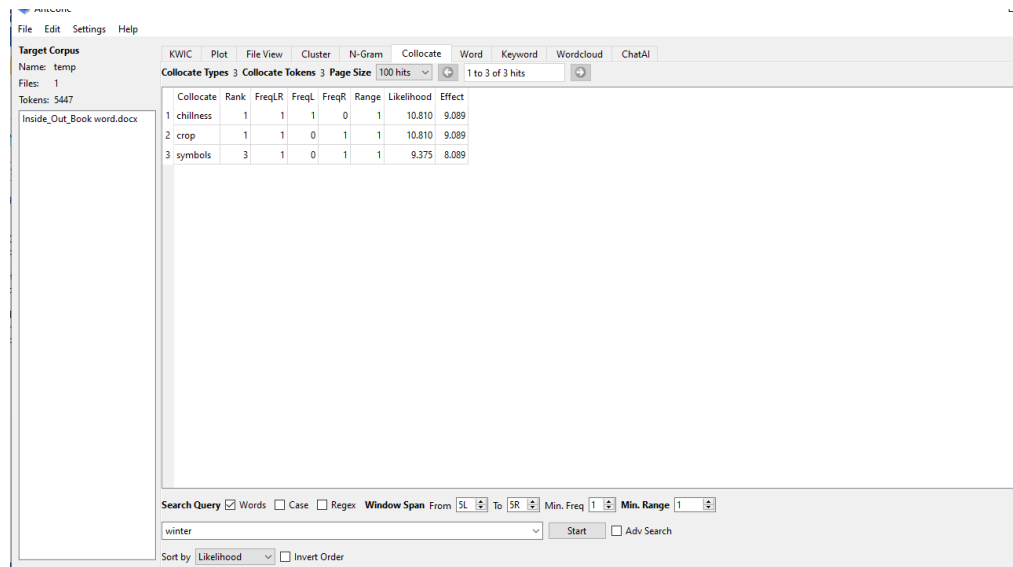 AntConc
File Edit Settings Help
Target Corpus
Name: temp
Files: 1
Tokens: 5447
Inside_Out_Book word.docx
KWIC Plot File View Cluster N-Gram Collocate Word Keyword Wordcloud ChatAI
Collocate Types 3 Collocate Tokens 3 Page Size 100 hits 1 to 3 of 3 hits
Collocate Rank FreqLR FreqL FreqR Range Likelihood Effect
1 chillness 1 1 1 0 1 10.810 9.089
2 crop 1 1 0 1 1 10.810 9.089
3 symbols 3 1 0 1 1 9.375 8.089
Search Query Words Case Regex Window Span From 5L To 5R Min. Freq 1 Min. Range 1
winter Start Adv Search
Sort by Likelihood Invert Order